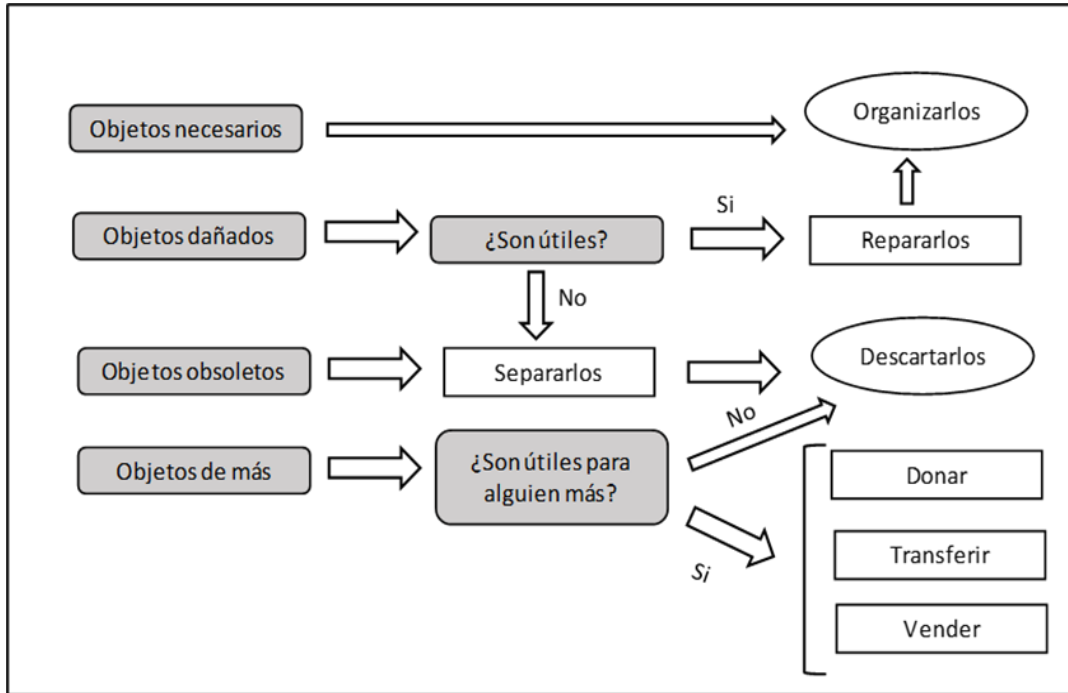 Objetos necesarios
Organizarlos
Objetos dañados
¿Son útiles?
Si
Repararlos
No
Objetos obsoletos
Separarlos
Descartarlos
No
Objetos de más
¿Son útiles para
alguien más?
Si
Donar
Transferir
Vender